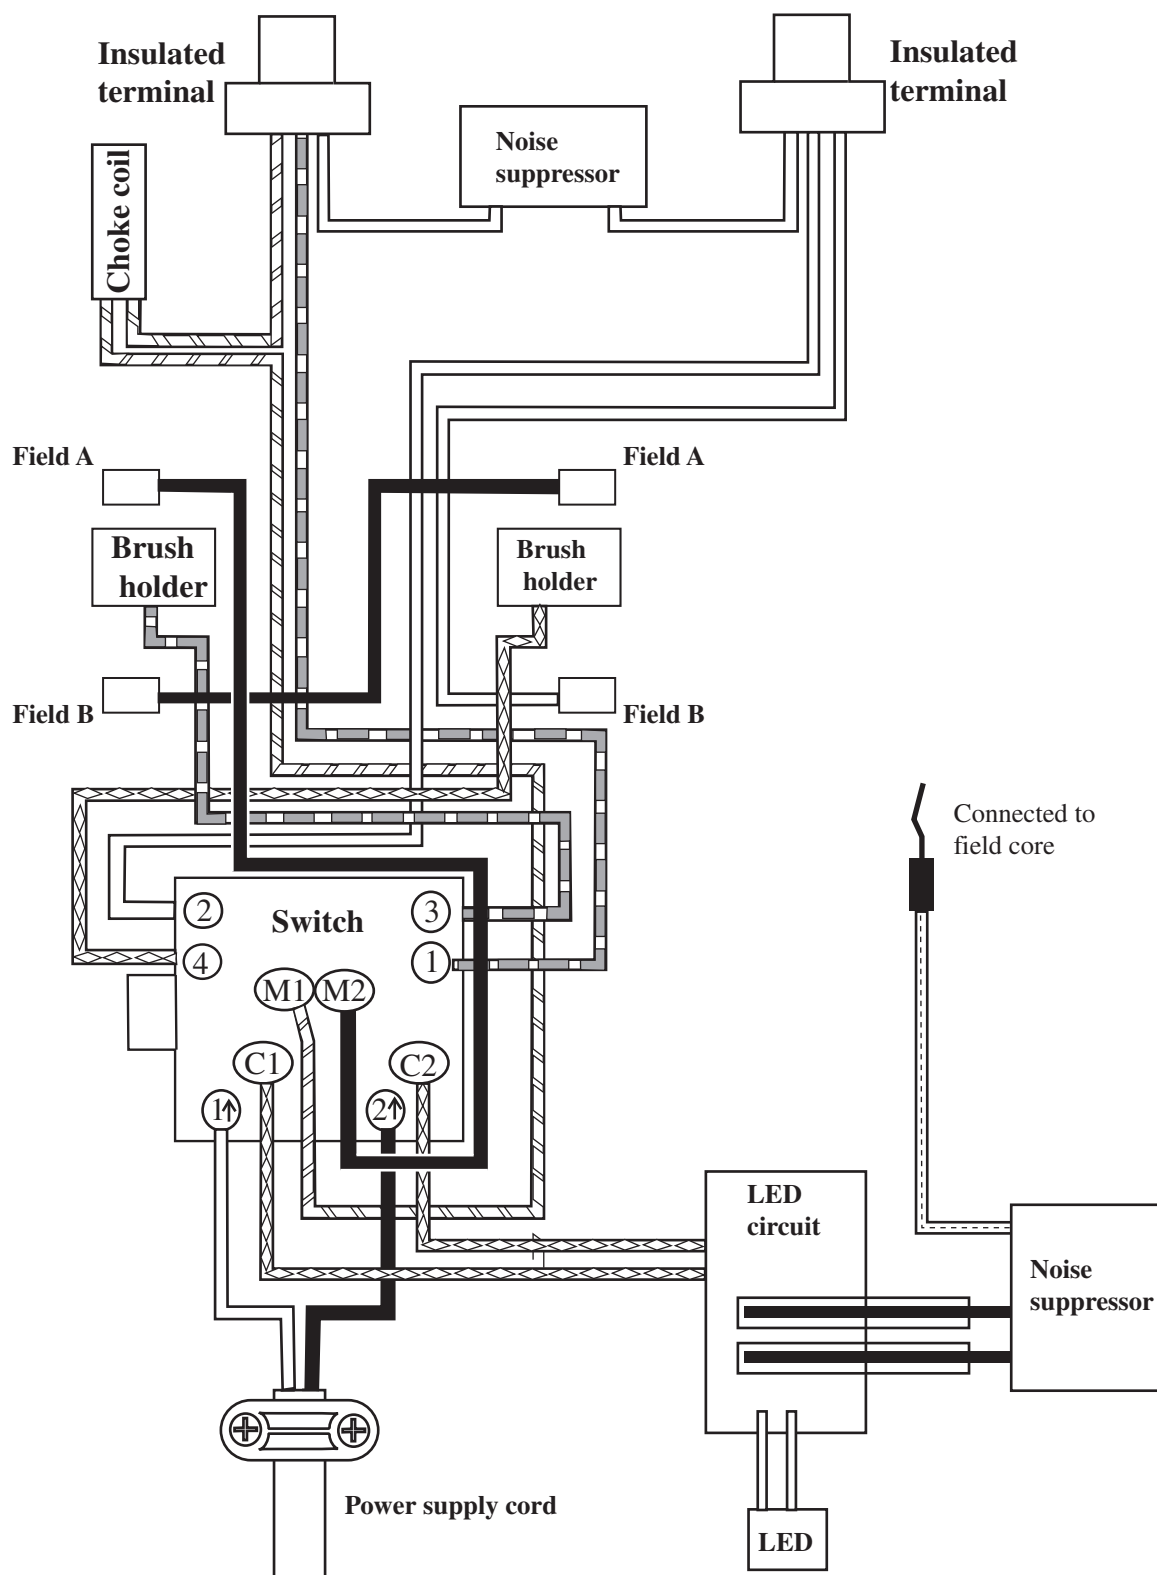 Insulated
terminal
Insulated
terminal
Noise
suppressor
Choke coil
Field A
Field A
Brush
holder
Brush
holder
Field B
Field B
Connected to
field core
2
Switch
3
4
1
M1
M2
C1
C2
1↑
2↑
LED
circuit
Noise
suppressor
Power supply cord
LED